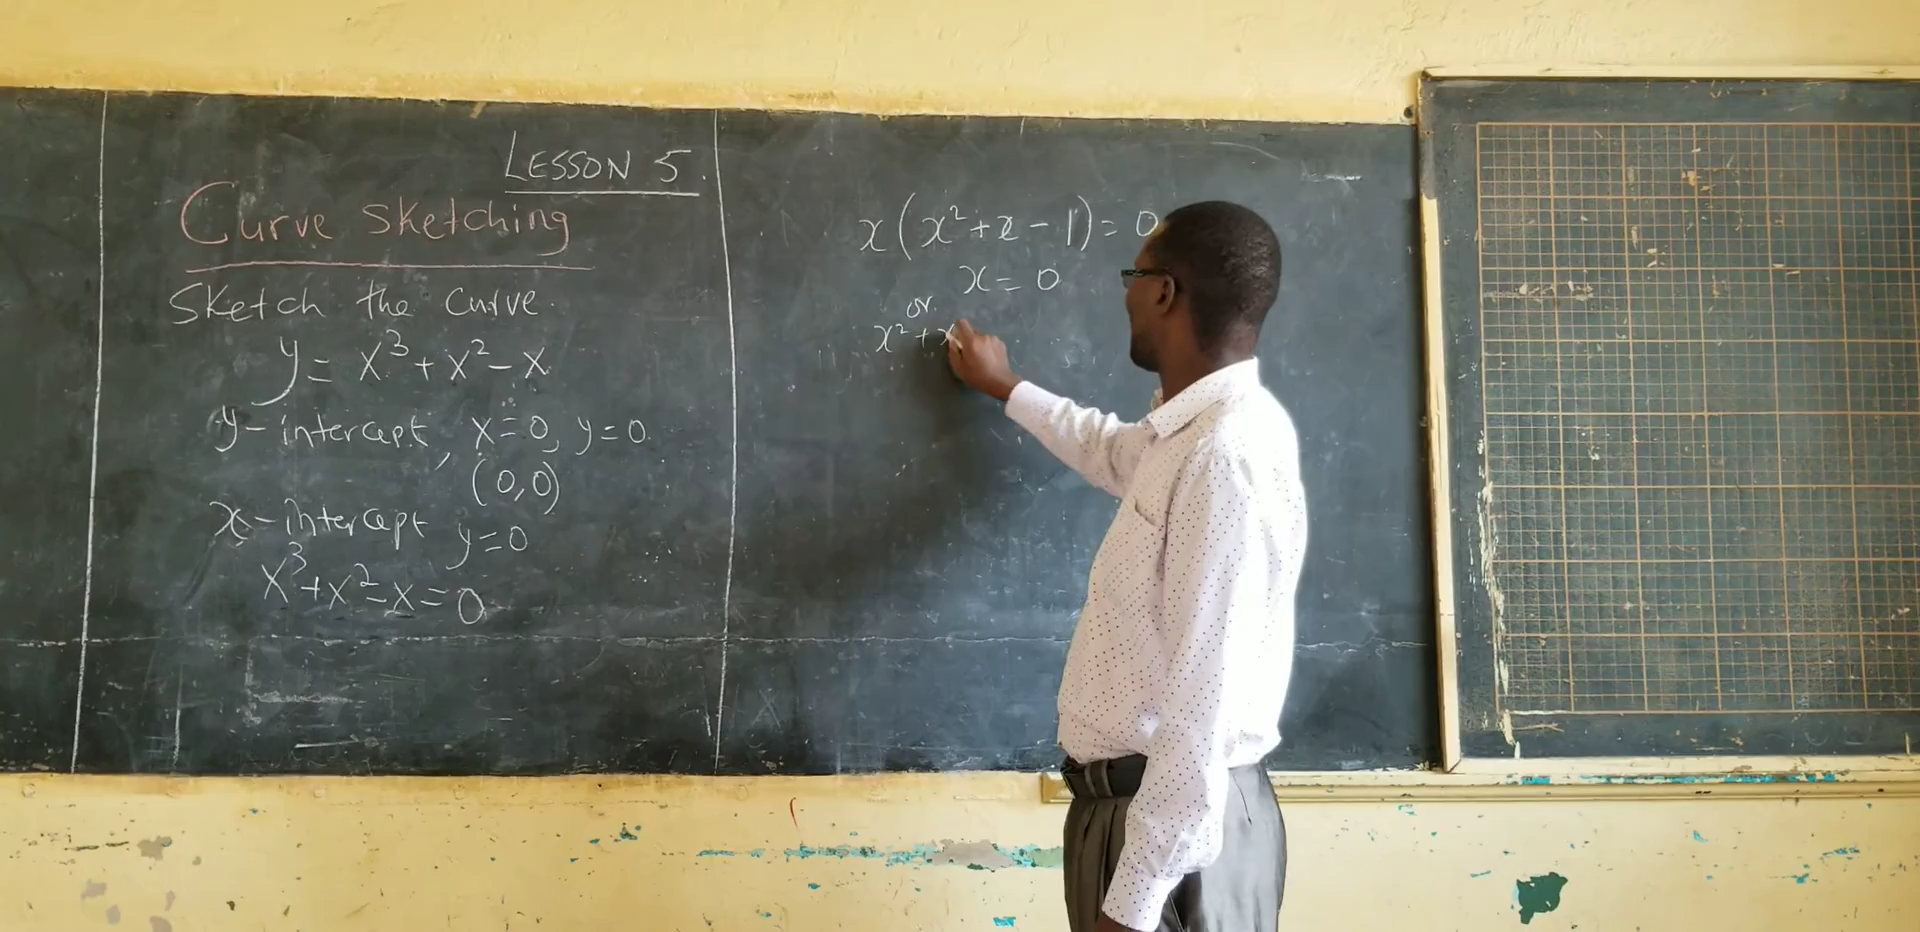 LESSON 5.
Curve Sketching
Sketch the Curve.
y = x³ + x² - x
y-intercept, x=0, y=0.
(0,0)
x-intercept y=0
x³+x²-x=0
x(x²+x-1)=0
x=0
or.
x²+x